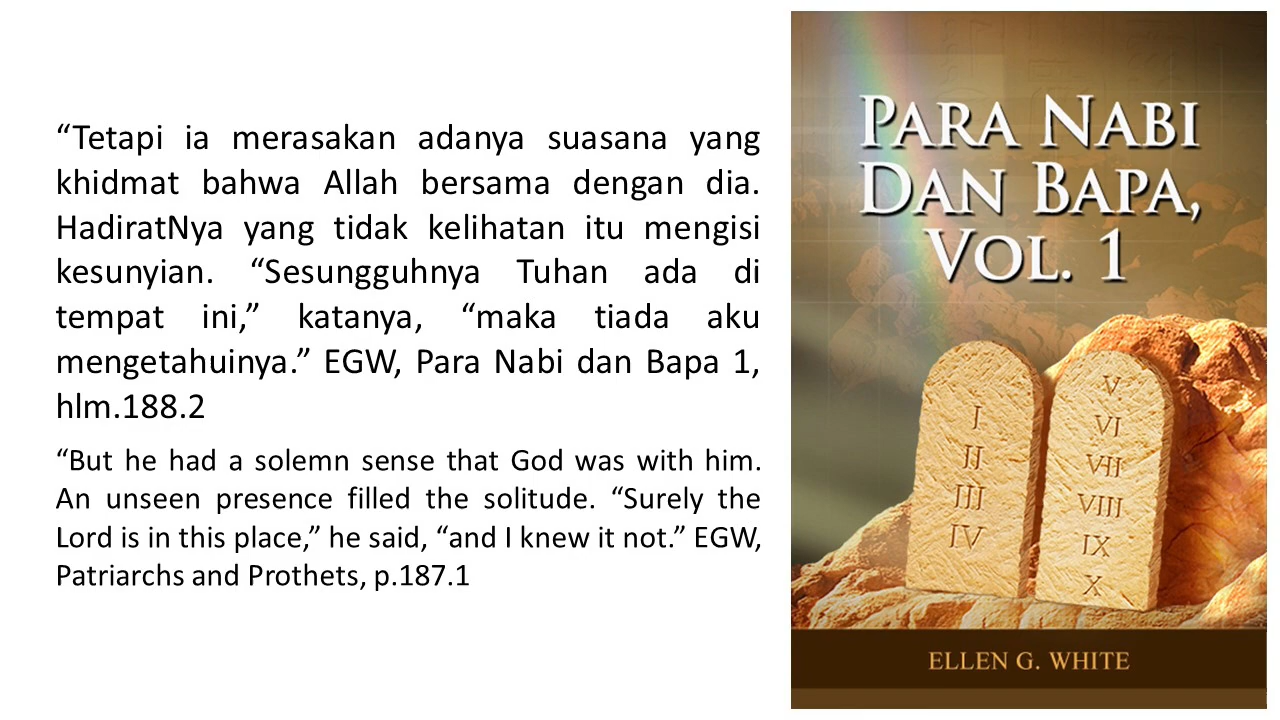 “Tetapi ia merasakan adanya suasana yang
khidmat bahwa Allah bersama dengan dia.
HadiratNya yang tidak kelihatan itu mengisi
kesunyian. “Sesungguhnya Tuhan ada di
tempat ini,” katanya, “maka tiada aku
mengetahuinya.” EGW, Para Nabi dan Bapa 1,
hlm.188.2
“But he had a solemn sense that God was with him.
An unseen presence filled the solitude. “Surely the
Lord is in this place,” he said, “and I knew it not.” EGW,
Patriarchs and Prothets, p.187.1
PARA NABI
DAN BAPA,
VOL. 1
I
II
III
IV
V
VI
VII
VIII
IX
X
ELLEN G. WHITE